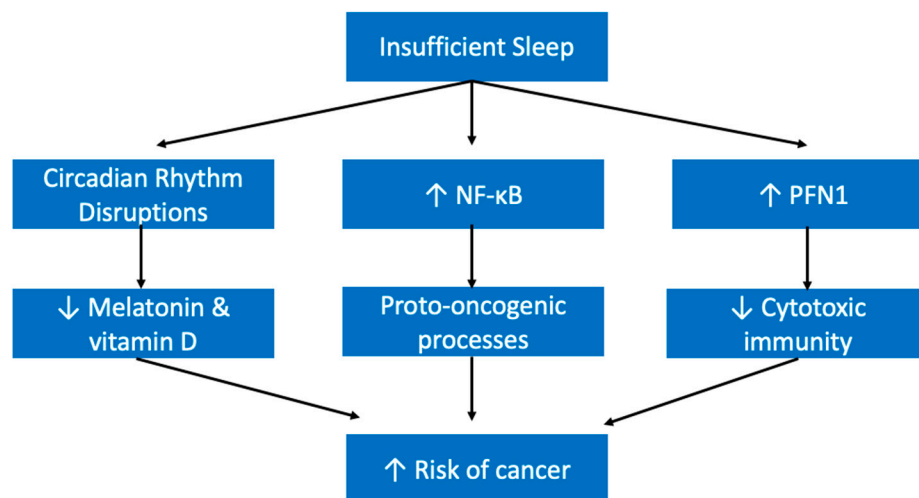 Insufficient Sleep
Circadian Rhythm
Disruptions
↑ NF-κB
↑ PFN1
↓ Melatonin &
vitamin D
Proto-oncogenic
processes
↓ Cytotoxic
immunity
↑ Risk of cancer